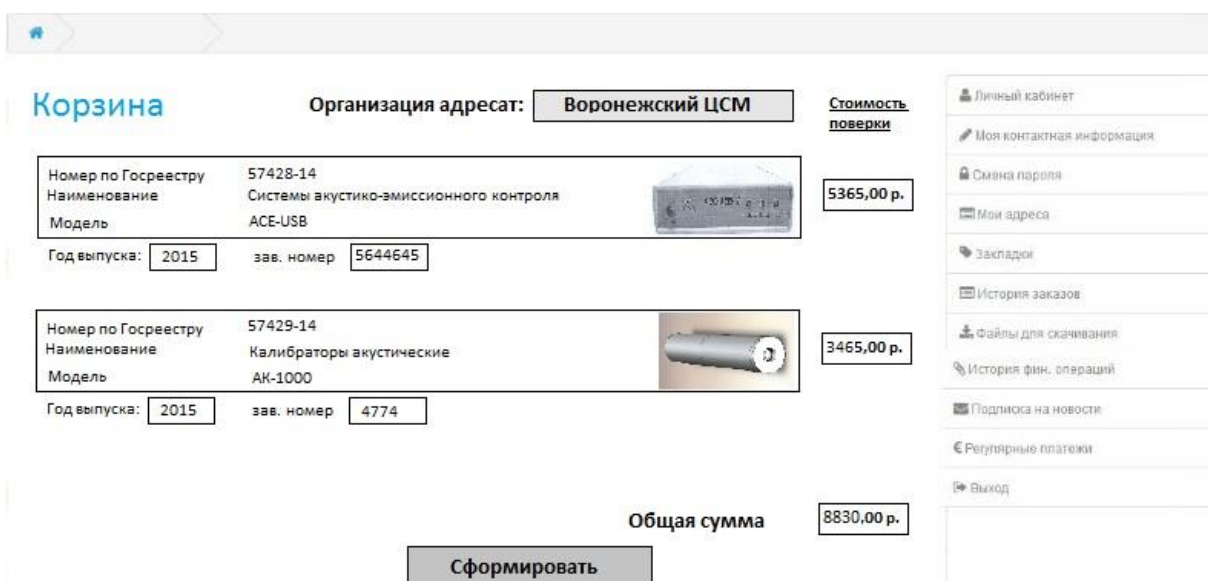 Корзина
Организация адресат: Воронежский ЦСМ
Стоимость
поверки
Номер по Госреестру 57428-14
Наименование Системы акустико-эмиссионного контроля
Модель ACE-USB
5365,00 р.
Год выпуска: 2015 зав. номер 5644645
Номер по Госреестру 57429-14
Наименование Калибраторы акустические
Модель АК-1000
3465,00 р.
Год выпуска: 2015 зав. номер 4774
Общая сумма 8830,00 р.
Сформировать
Личный кабинет
Моя контактная информация
Смена пароля
Мои адреса
Закладки
История заказов
Файлы для скачивания
История фин. операций
Подписка на новости
Регулярные платежи
Выход